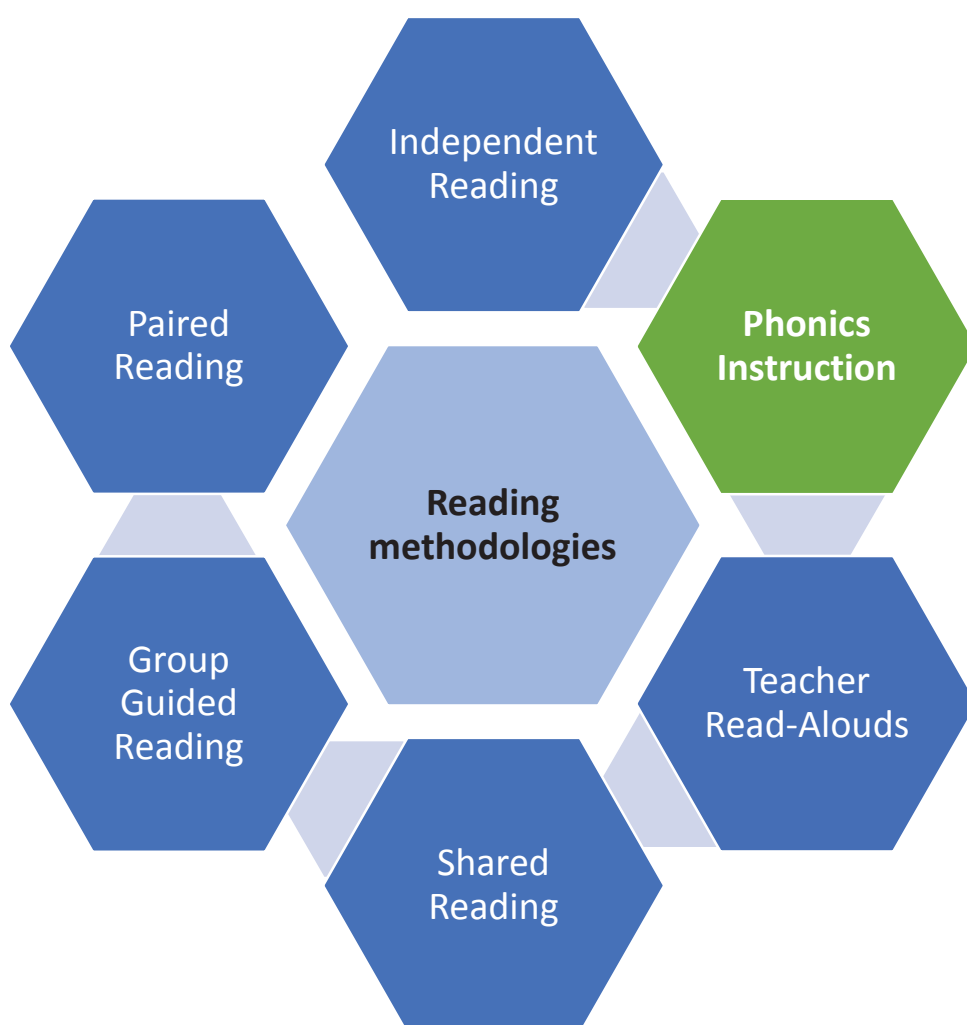 Independent
Reading
Phonics
Instruction
Teacher
Read-Alouds
Shared
Reading
Group
Guided
Reading
Paired
Reading
Reading
methodologies